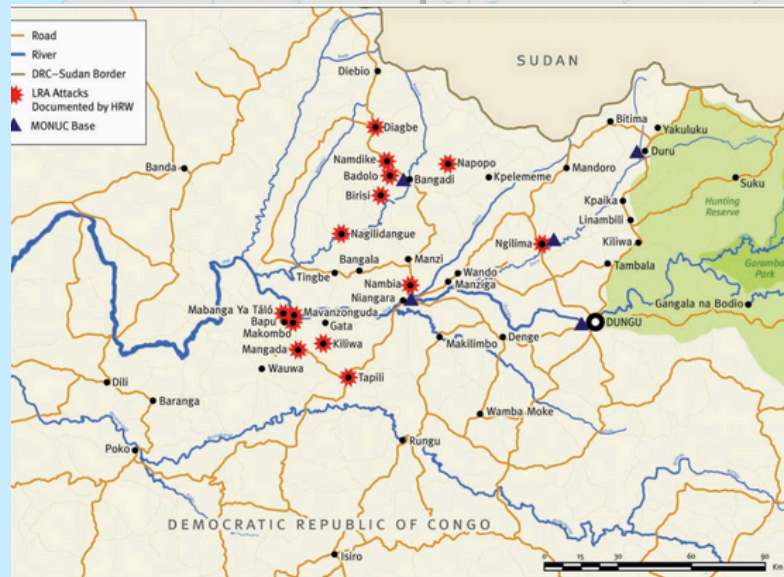 Road
River
DRC–Sudan Border
LRA Attacks
Documented by HRW
MONUC Base
SUDAN
Diebio
Bitima
Yakuluku
Diagbe
Duru
Namdike
Napopo
Banda
Mandoro
Badolo
Bangadi
Kpelememe
Suku
Birisi
Kpaika
Hunting
Reserve
Linambili
Nagilidangue
Ngilima
Kiliwa
Bangala
Manzi
Garamba
Park
Tambala
Tingbe
Wando
Nambia
Manziga
Niangara
Gangala na Bodio
Mabanga Ya Táló
Mavanzonguda
Bapu
Gata
DUNGU
Makombo
Makilimbo
Denge
Kiliwa
Mangada
Wauwa
Tapili
Dili
Baranga
Wamba Moke
Rungu
Poko
DEMOCRATIC REPUBLIC OF CONGO
Isiro
0
15
30
60
90
Km